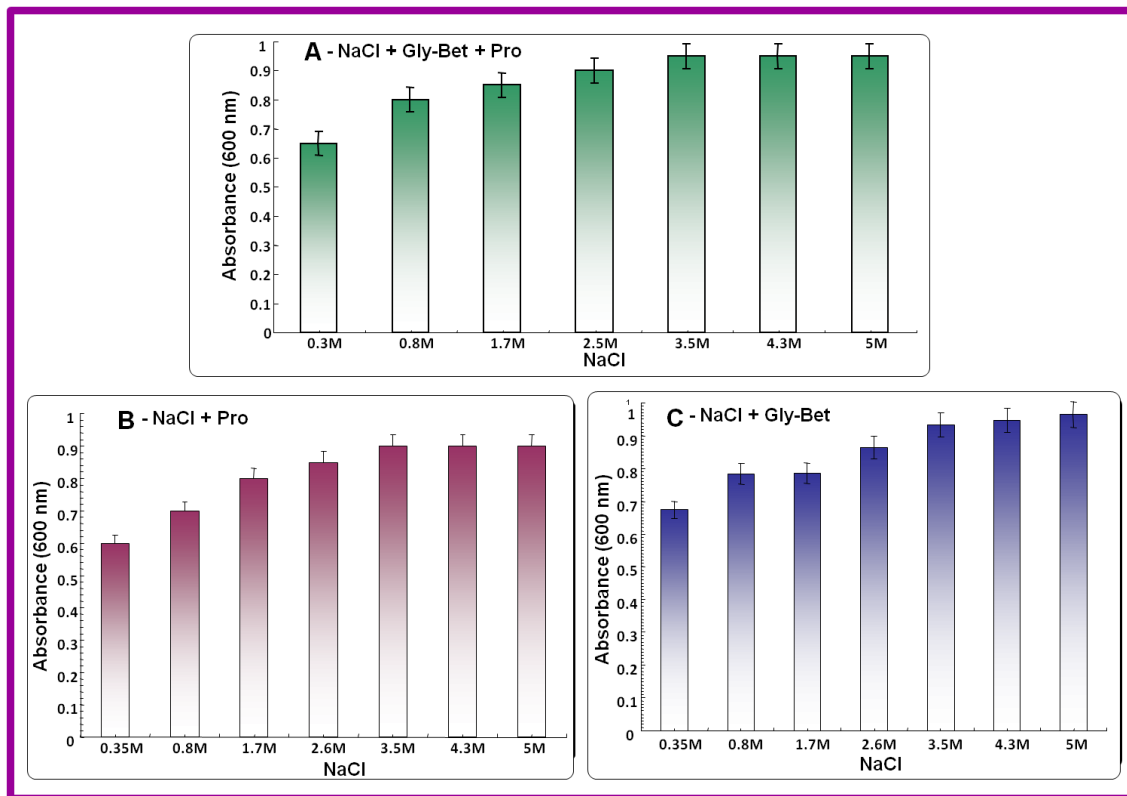 A - NaCl + Gly-Bet + Pro
Absorbance (600 nm)
1
0.9
0.8
0.7
0.6
0.5
0.4
0.3
0.2
0.1
0
0.3M 0.8M 1.7M 2.5M 3.5M 4.3M 5M
NaCl
B - NaCl + Pro
Absorbance (600 nm)
1
0.9
0.8
0.7
0.6
0.5
0.4
0.3
0.2
0.1
0
0.35M 0.8M 1.7M 2.6M 3.5M 4.3M 5M
NaCl
C - NaCl + Gly-Bet
Absorbance (600 nm)
1
0.9
0.8
0.7
0.6
0.5
0.4
0.3
0.2
0.1
0
0.35M 0.8M 1.7M 2.6M 3.5M 4.3M 5M
NaCl